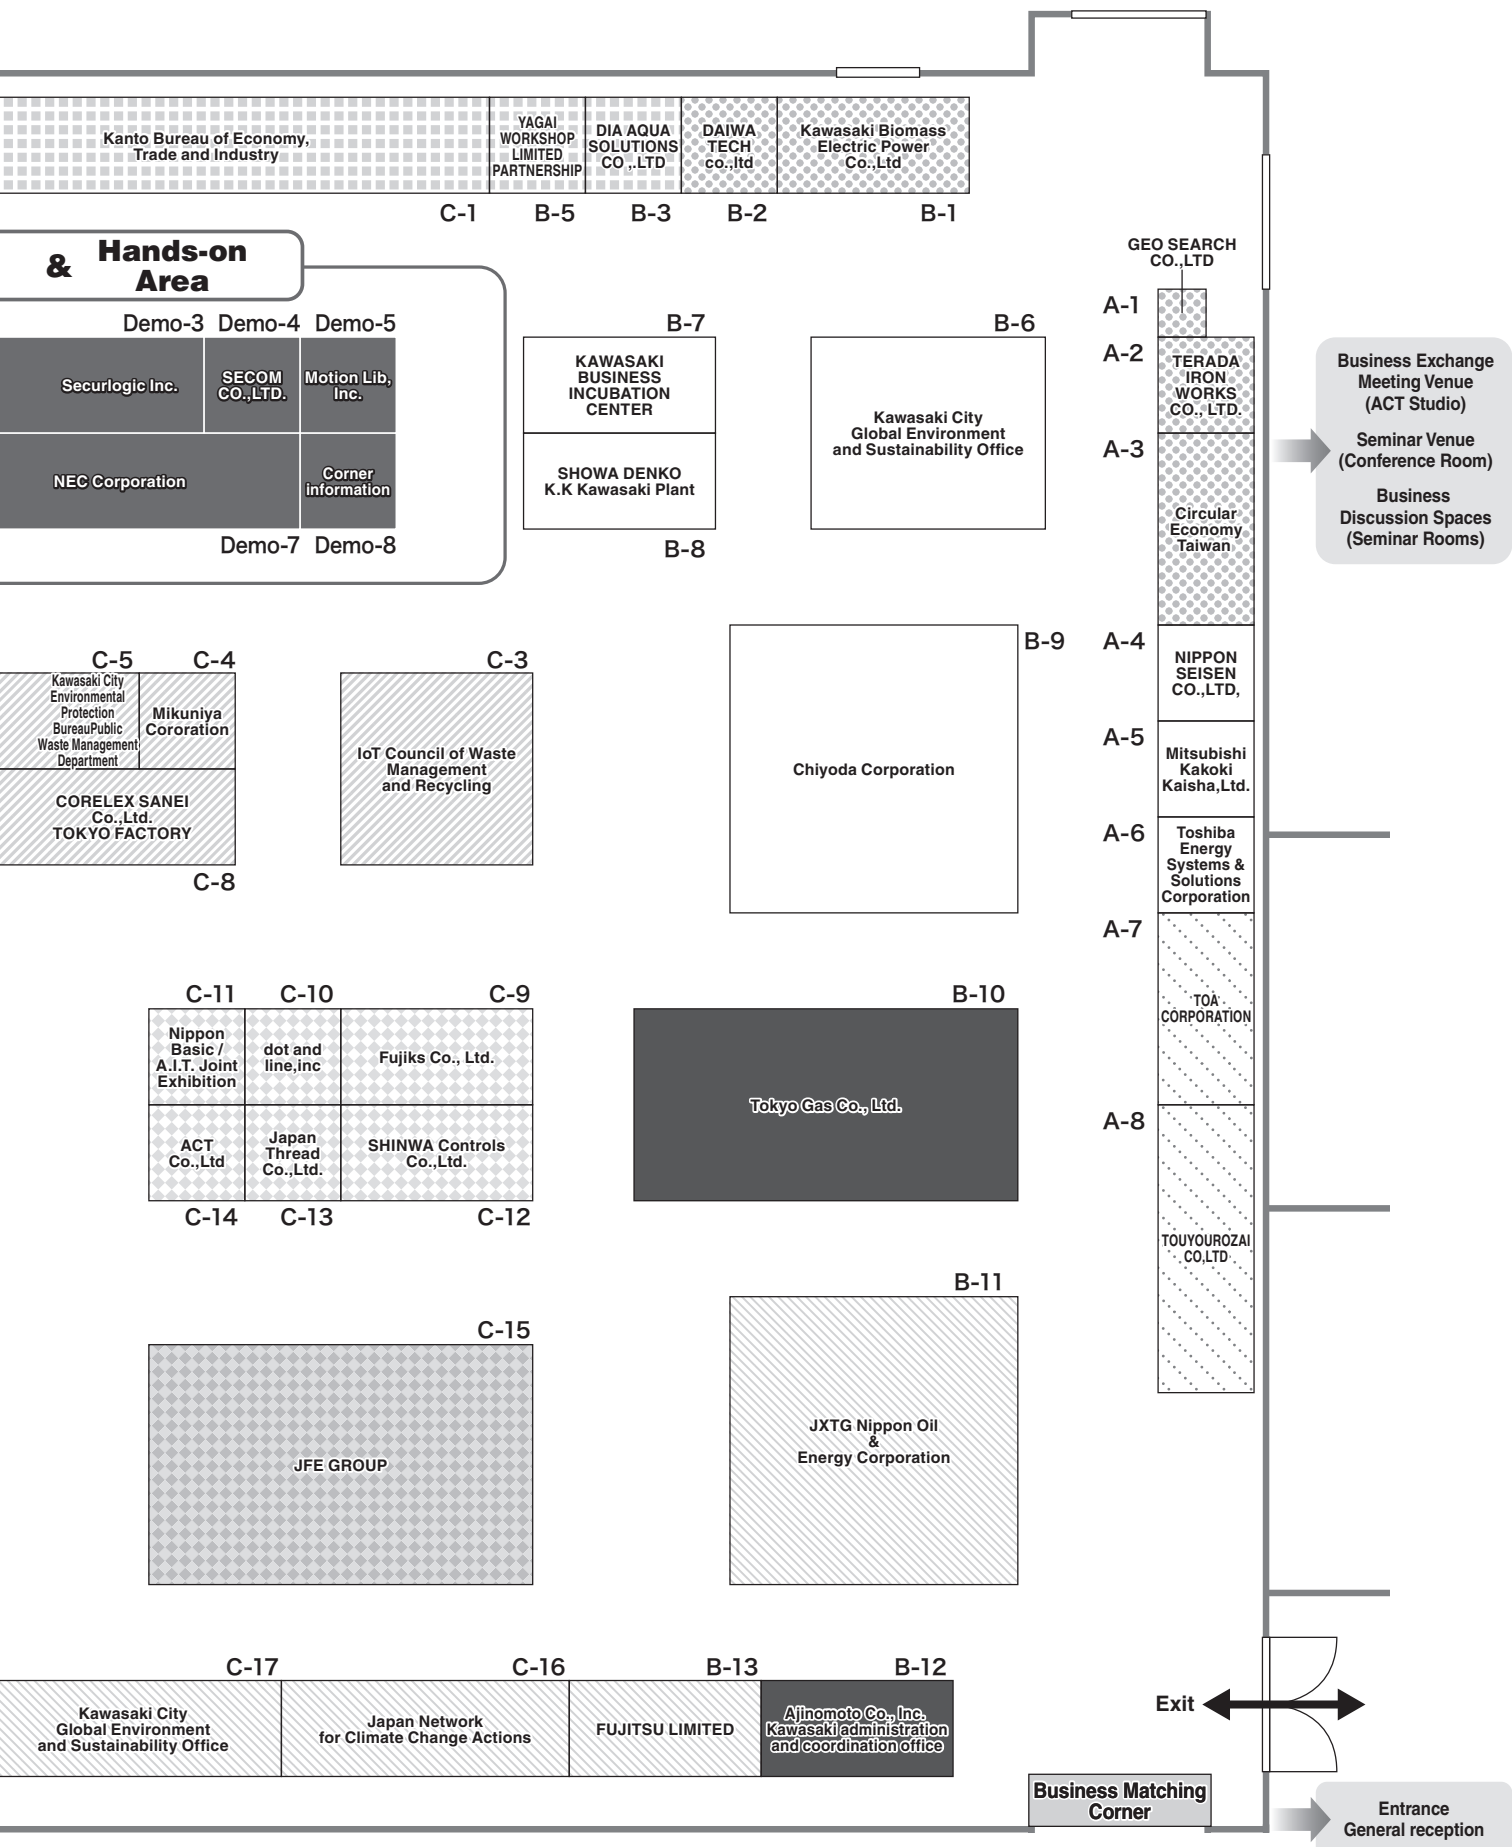 Kanto Bureau of Economy,
Trade and Industry
YAGAI
WORKSHOP
LIMITED
PARTNERSHIP
DIA AQUA
SOLUTIONS
CO ,.LTD
DAIWA
TECH
co.,ltd
Kawasaki Biomass
Electric Power
Co.,Ltd
C-1
B-5
B-3
B-2
B-1
& Hands-on
Area
GEO SEARCH
CO.,LTD
A-1
Demo-3
Demo-4
Demo-5
Securlogic Inc.
SECOM
CO.,LTD.
Motion Lib,
Inc.
NEC Corporation
Corner
information
Demo-7
Demo-8
B-7
KAWASAKI
BUSINESS
INCUBATION
CENTER
SHOWA DENKO
K.K Kawasaki Plant
B-8
B-6
Kawasaki City
Global Environment
and Sustainability Office
A-2
TERADA
IRON
WORKS
CO., LTD.
A-3
Circular
Economy
Taiwan
Business Exchange
Meeting Venue
(ACT Studio)
Seminar Venue
(Conference Room)
Business
Discussion Spaces
(Seminar Rooms)
C-5
C-4
Kawasaki City
Environmental
Protection
BureauPublic
Waste Management
Department
Mikuniya
Cororation
CORELEX SANEI
Co.,Ltd.
TOKYO FACTORY
C-8
C-3
IoT Council of Waste
Management
and Recycling
B-9
Chiyoda Corporation
A-4
NIPPON
SEISEN
CO.,LTD,
A-5
Mitsubishi
Kakoki
Kaisha,Ltd.
A-6
Toshiba
Energy
Systems &
Solutions
Corporation
A-7
TOA
CORPORATION
A-8
TOUYOUROZAI
CO,LTD
C-11
C-10
C-9
Nippon
Basic /
A.I.T. Joint
Exhibition
dot and
line,inc
Fujiks Co., Ltd.
ACT
Co.,Ltd
Japan
Thread
Co.,Ltd.
SHINWA Controls
Co.,Ltd.
C-14
C-13
C-12
B-10
Tokyo Gas Co., Ltd.
C-15
JFE GROUP
B-11
JXTG Nippon Oil
&
Energy Corporation
C-17
C-16
B-13
B-12
Kawasaki City
Global Environment
and Sustainability Office
Japan Network
for Climate Change Actions
FUJITSU LIMITED
Ajinomoto Co., Inc.
Kawasaki administration
and coordination office
Exit
Business Matching
Corner
Entrance
General reception